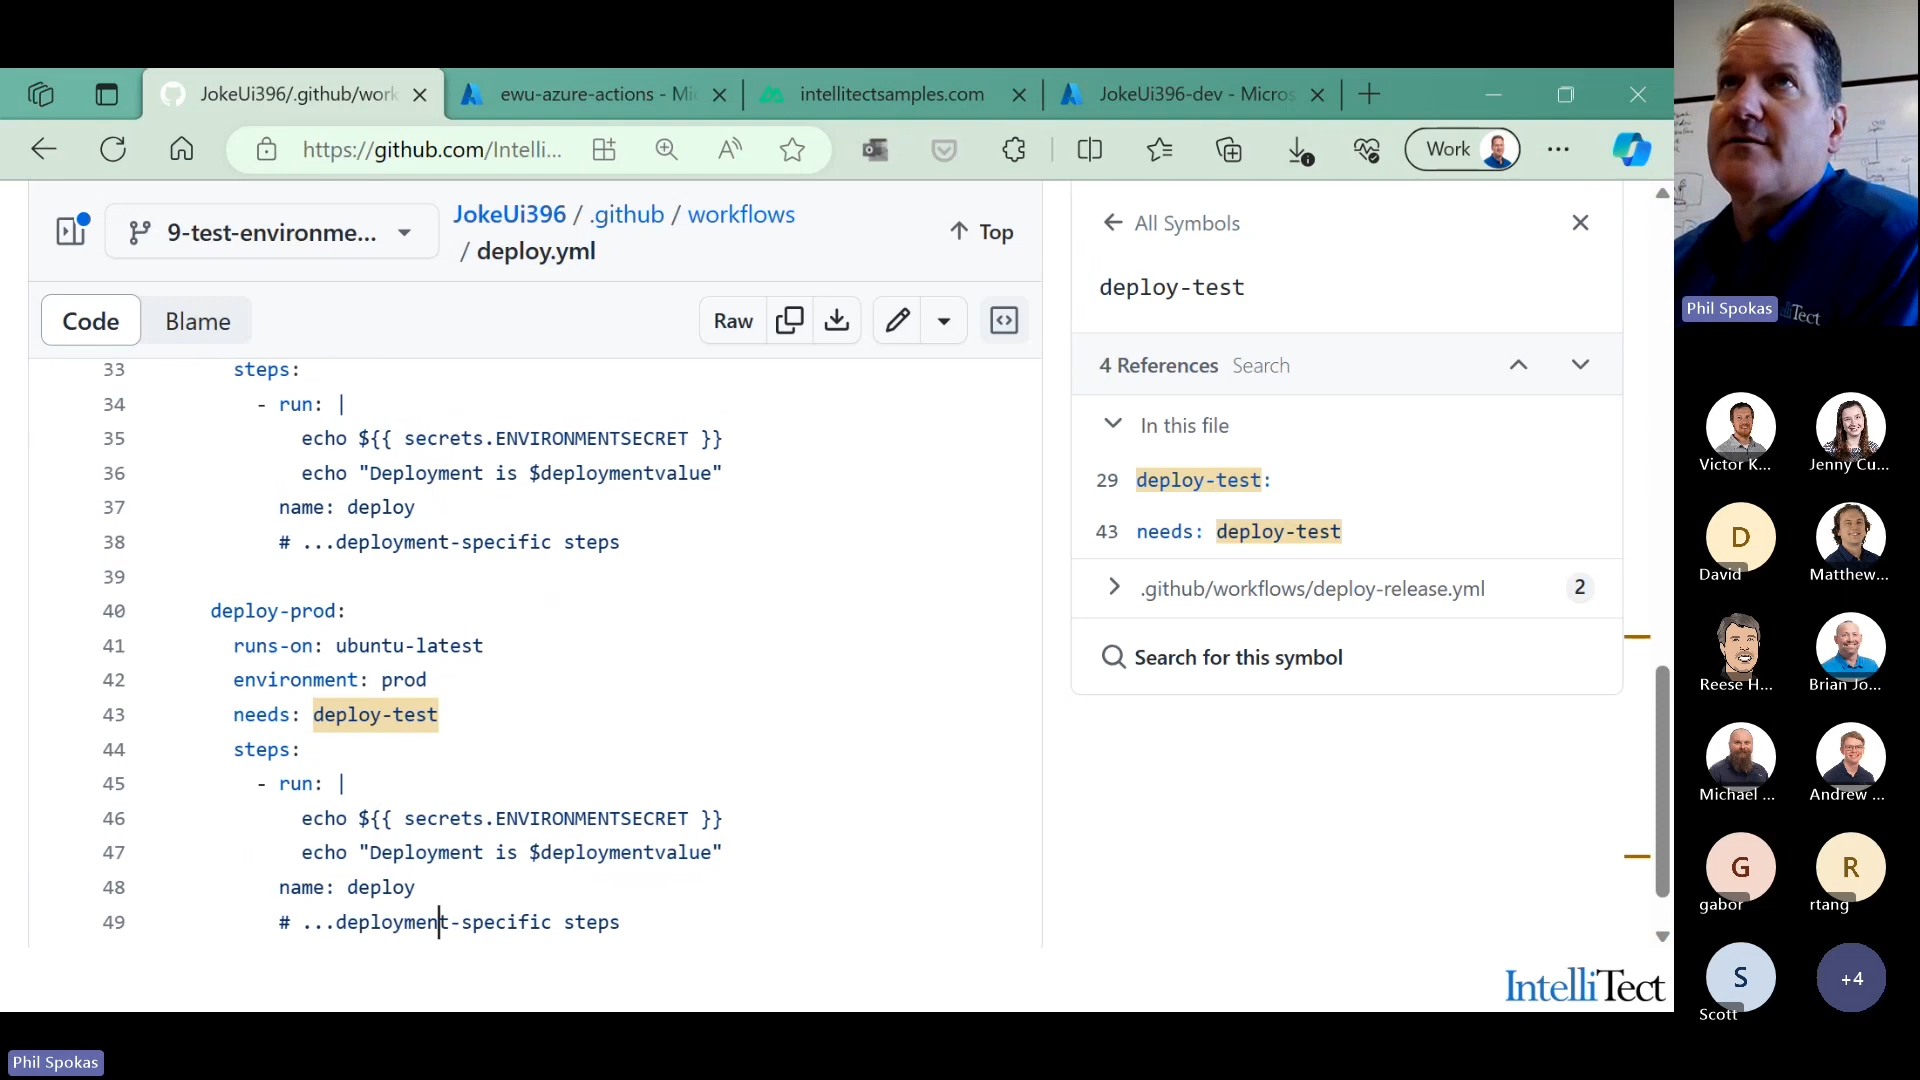 JokeUi396/.github/work
ewu-azure-actions - Mi
intellitectsamples.com
JokeUi396-dev - Micros
https://github.com/Intelli...
Work
9-test-environme...
JokeUi396 / .github / workflows
/ deploy.yml
Top
Code
Blame
Raw
33 steps:
34 - run: |
35 echo ${{ secrets.ENVIRONMENTSECRET }}
36 echo "Deployment is $deploymentvalue"
37 name: deploy
38 # ...deployment-specific steps
39
40 deploy-prod:
41 runs-on: ubuntu-latest
42 environment: prod
43 needs: deploy-test
44 steps:
45 - run: |
46 echo ${{ secrets.ENVIRONMENTSECRET }}
47 echo "Deployment is $deploymentvalue"
48 name: deploy
49 # ...deployment-specific steps
All Symbols
deploy-test
4 References Search
In this file
29 deploy-test:
43 needs: deploy-test
.github/workflows/deploy-release.yml 2
Search for this symbol
IntelliTect
Phil Spokas
Tect
Victor K...
Jenny Cu...
D
David
Matthew...
Reese H...
Brian Jo...
Michael ...
Andrew ...
G
gabor
R
rtang
S
Scott
+4
Phil Spokas